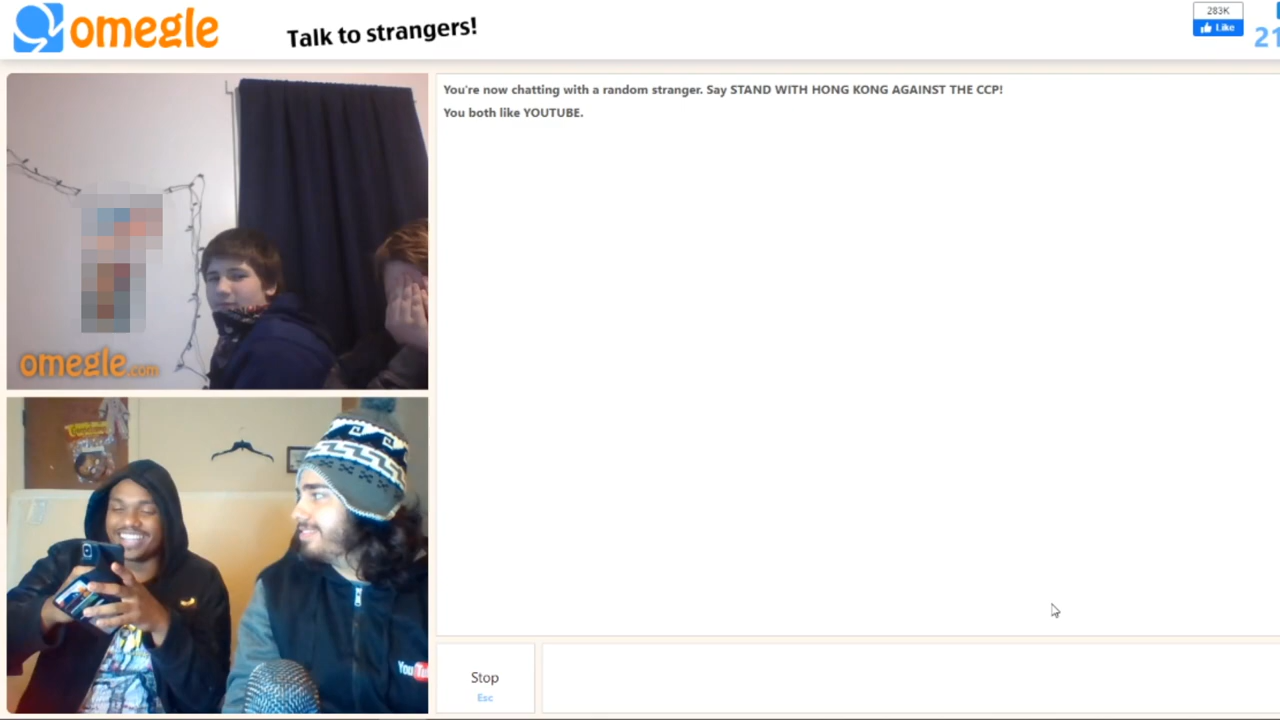 omegle
Talk to strangers!
283K
Like
21
You're now chatting with a random stranger. Say STAND WITH HONG KONG AGAINST THE CCP!
You both like YOUTUBE.
omegle.com
You
Stop
Esc